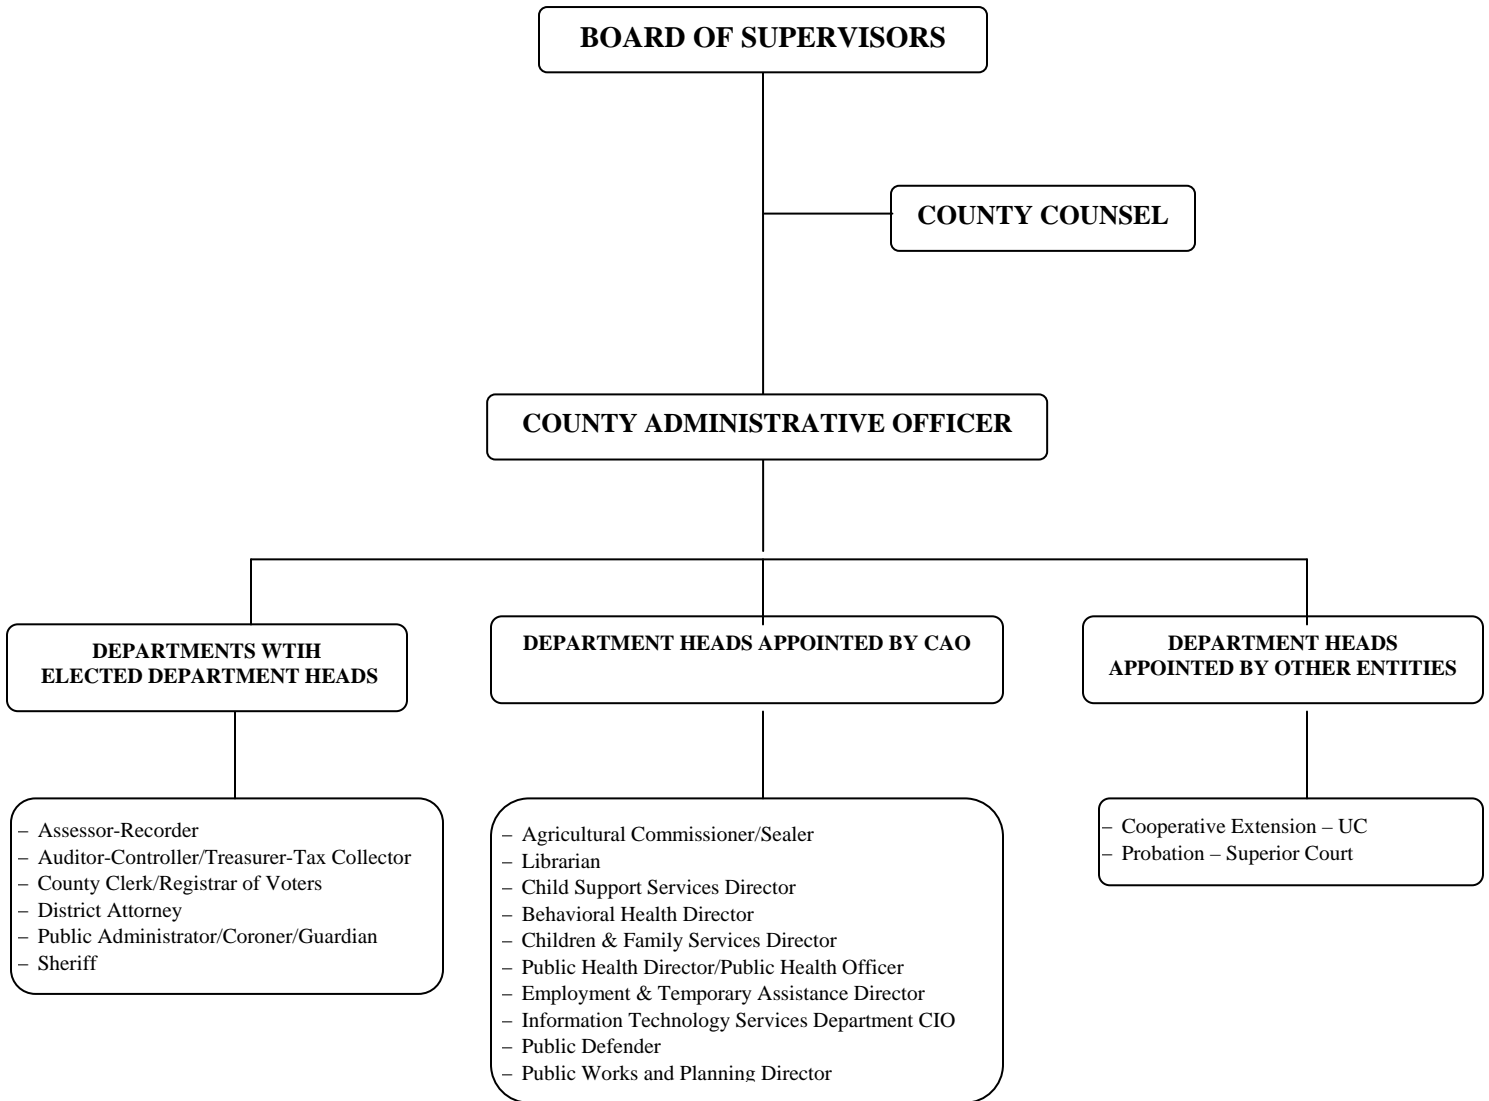 BOARD OF SUPERVISORS
COUNTY COUNSEL
COUNTY ADMINISTRATIVE OFFICER
DEPARTMENTS WTIH
ELECTED DEPARTMENT HEADS
– Assessor-Recorder
– Auditor-Controller/Treasurer-Tax Collector
– County Clerk/Registrar of Voters
– District Attorney
– Public Administrator/Coroner/Guardian
– Sheriff
DEPARTMENT HEADS APPOINTED BY CAO
– Agricultural Commissioner/Sealer
– Librarian
– Child Support Services Director
– Behavioral Health Director
– Children & Family Services Director
– Public Health Director/Public Health Officer
– Employment & Temporary Assistance Director
– Information Technology Services Department CIO
– Public Defender
– Public Works and Planning Director
DEPARTMENT HEADS
APPOINTED BY OTHER ENTITIES
– Cooperative Extension – UC
– Probation – Superior Court